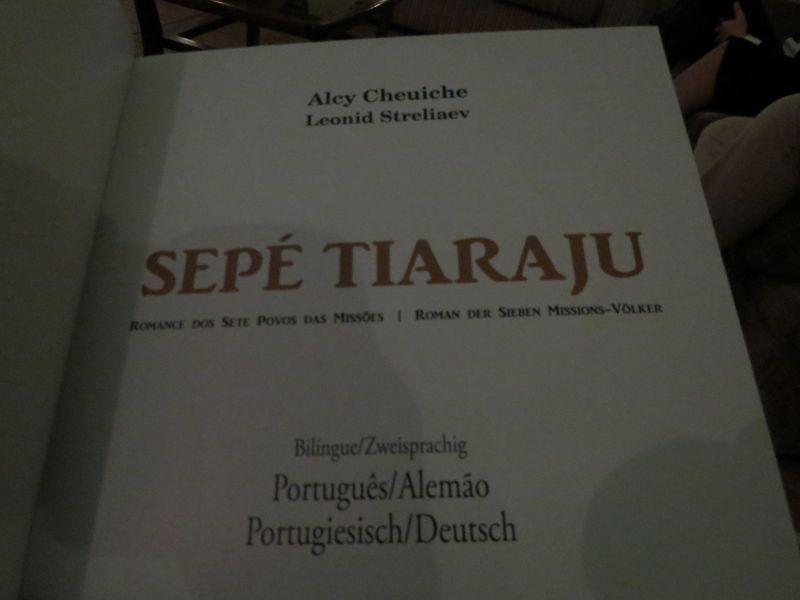 Alcy Cheuiche
Leonid Streliaev
SEPÉ TIARAJU
Romance dos Sete Povos das Missões | Roman der Sieben Missions-Völker
Bilíngue/Zweisprachig
Português/Alemão
Portugiesisch/Deutsch